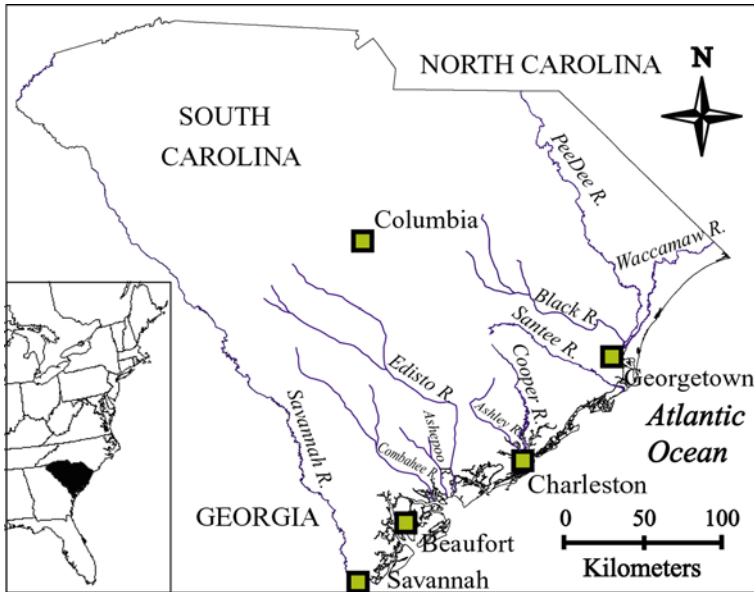 NORTH CAROLINA
N
SOUTH
CAROLINA
PeeDee R.
Columbia
Waccamaw R.
Black R.
Santee R.
Georgetown
Edisto R.
Cooper R.
Ashley R.
Savannah R.
Ashepoo
Combahee R.
Atlantic
Ocean
Charleston
GEORGIA
Beaufort
0 50 100
Kilometers
Savannah